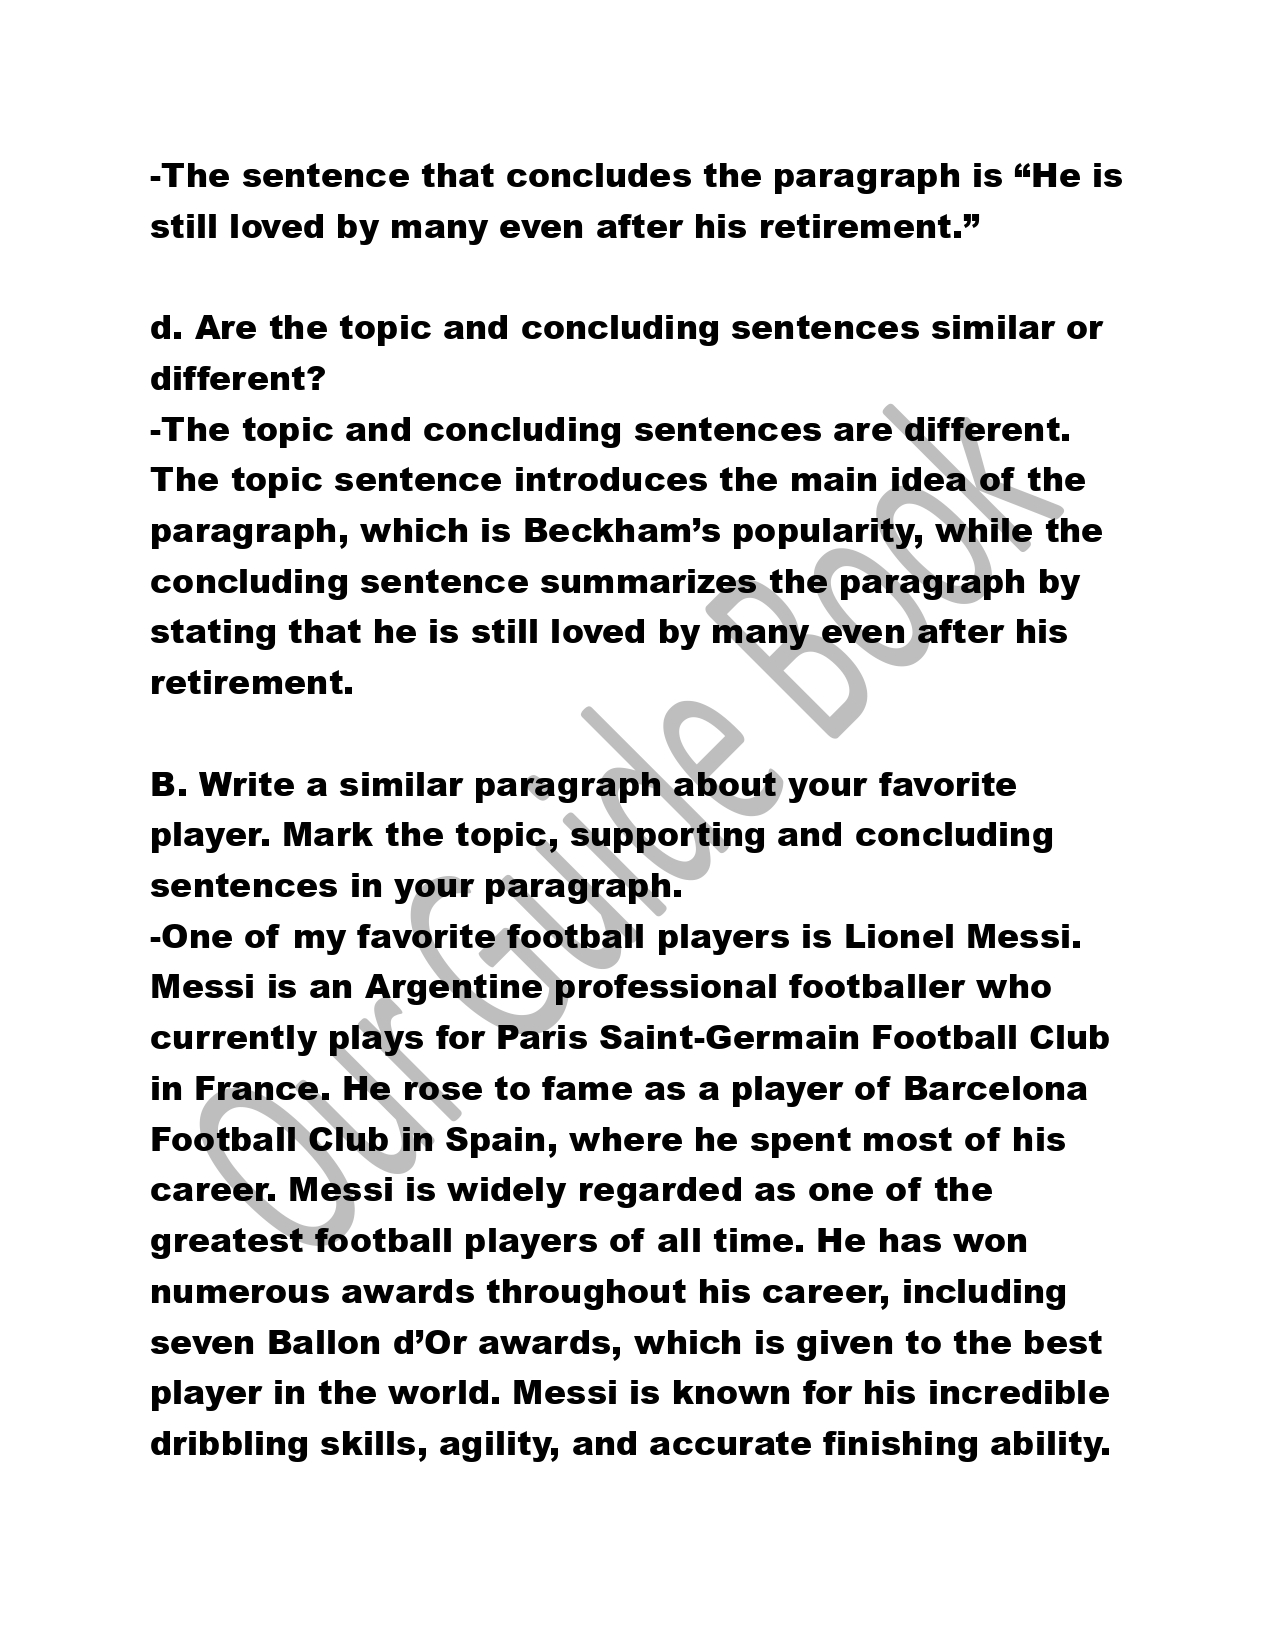 -The sentence that concludes the paragraph is “He is
still loved by many even after his retirement.”
d. Are the topic and concluding sentences similar or
different?
-The topic and concluding sentences are different.
The topic sentence introduces the main idea of the
paragraph, which is Beckham’s popularity, while the
concluding sentence summarizes the paragraph by
stating that he is still loved by many even after his
retirement.
B. Write a similar paragraph about your favorite
player. Mark the topic, supporting and concluding
sentences in your paragraph.
-One of my favorite football players is Lionel Messi.
Messi is an Argentine professional footballer who
currently plays for Paris Saint-Germain Football Club
in France. He rose to fame as a player of Barcelona
Football Club in Spain, where he spent most of his
career. Messi is widely regarded as one of the
greatest football players of all time. He has won
numerous awards throughout his career, including
seven Ballon d’Or awards, which is given to the best
player in the world. Messi is known for his incredible
dribbling skills, agility, and accurate finishing ability.
Our Guide Book